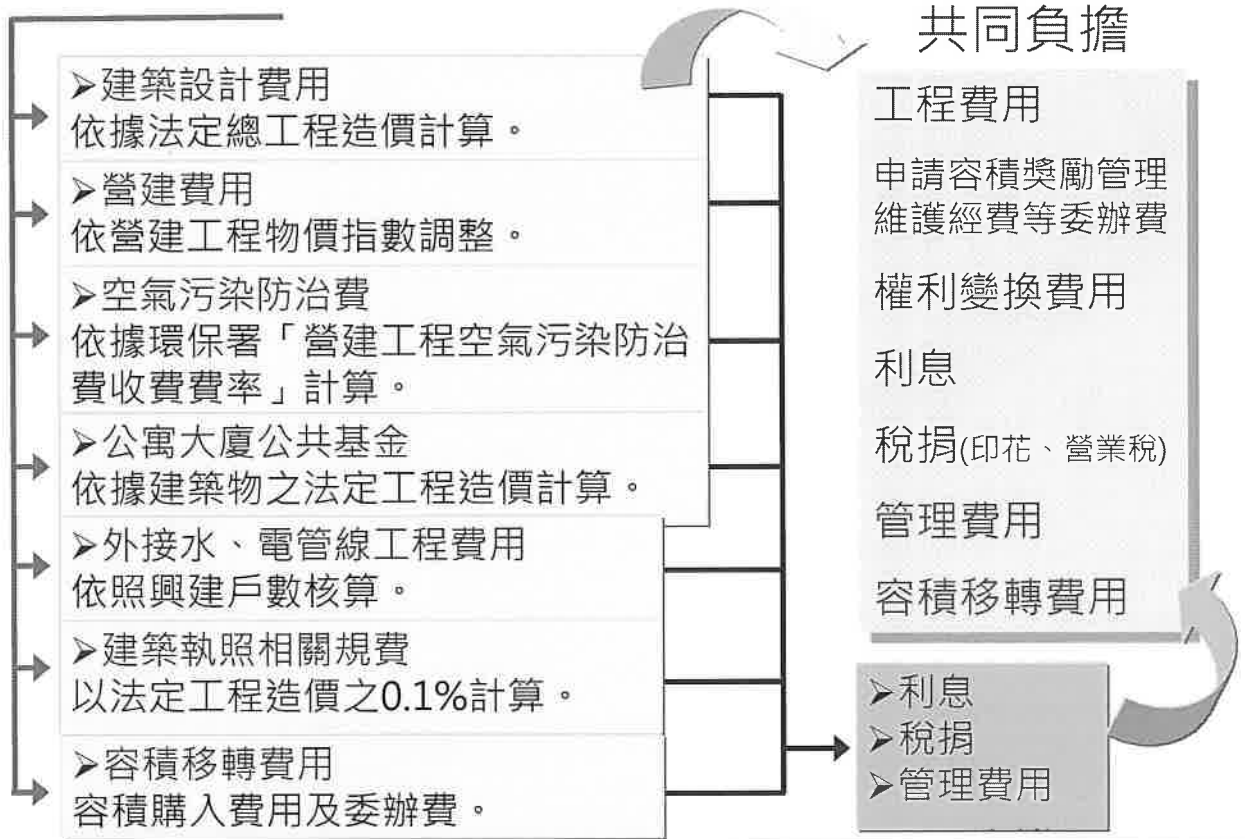 ➢建築設計費用
依據法定總工程造價計算。
➢營建費用
依營建工程物價指數調整。
➢空氣污染防治費
依據環保署「營建工程空氣污染防治
費收費費率」計算。
➢公寓大廈公共基金
依據建築物之法定工程造價計算。
➢外接水、電管線工程費用
依照興建戶數核算。
➢建築執照相關規費
以法定工程造價之0.1%計算。
➢容積移轉費用
容積購入費用及委辦費。
共同負擔
工程費用
申請容積獎勵管理
維護經費等委辦費
權利變換費用
利息
稅捐(印花、營業稅)
管理費用
容積移轉費用
➢利息
➢稅捐
➢管理費用